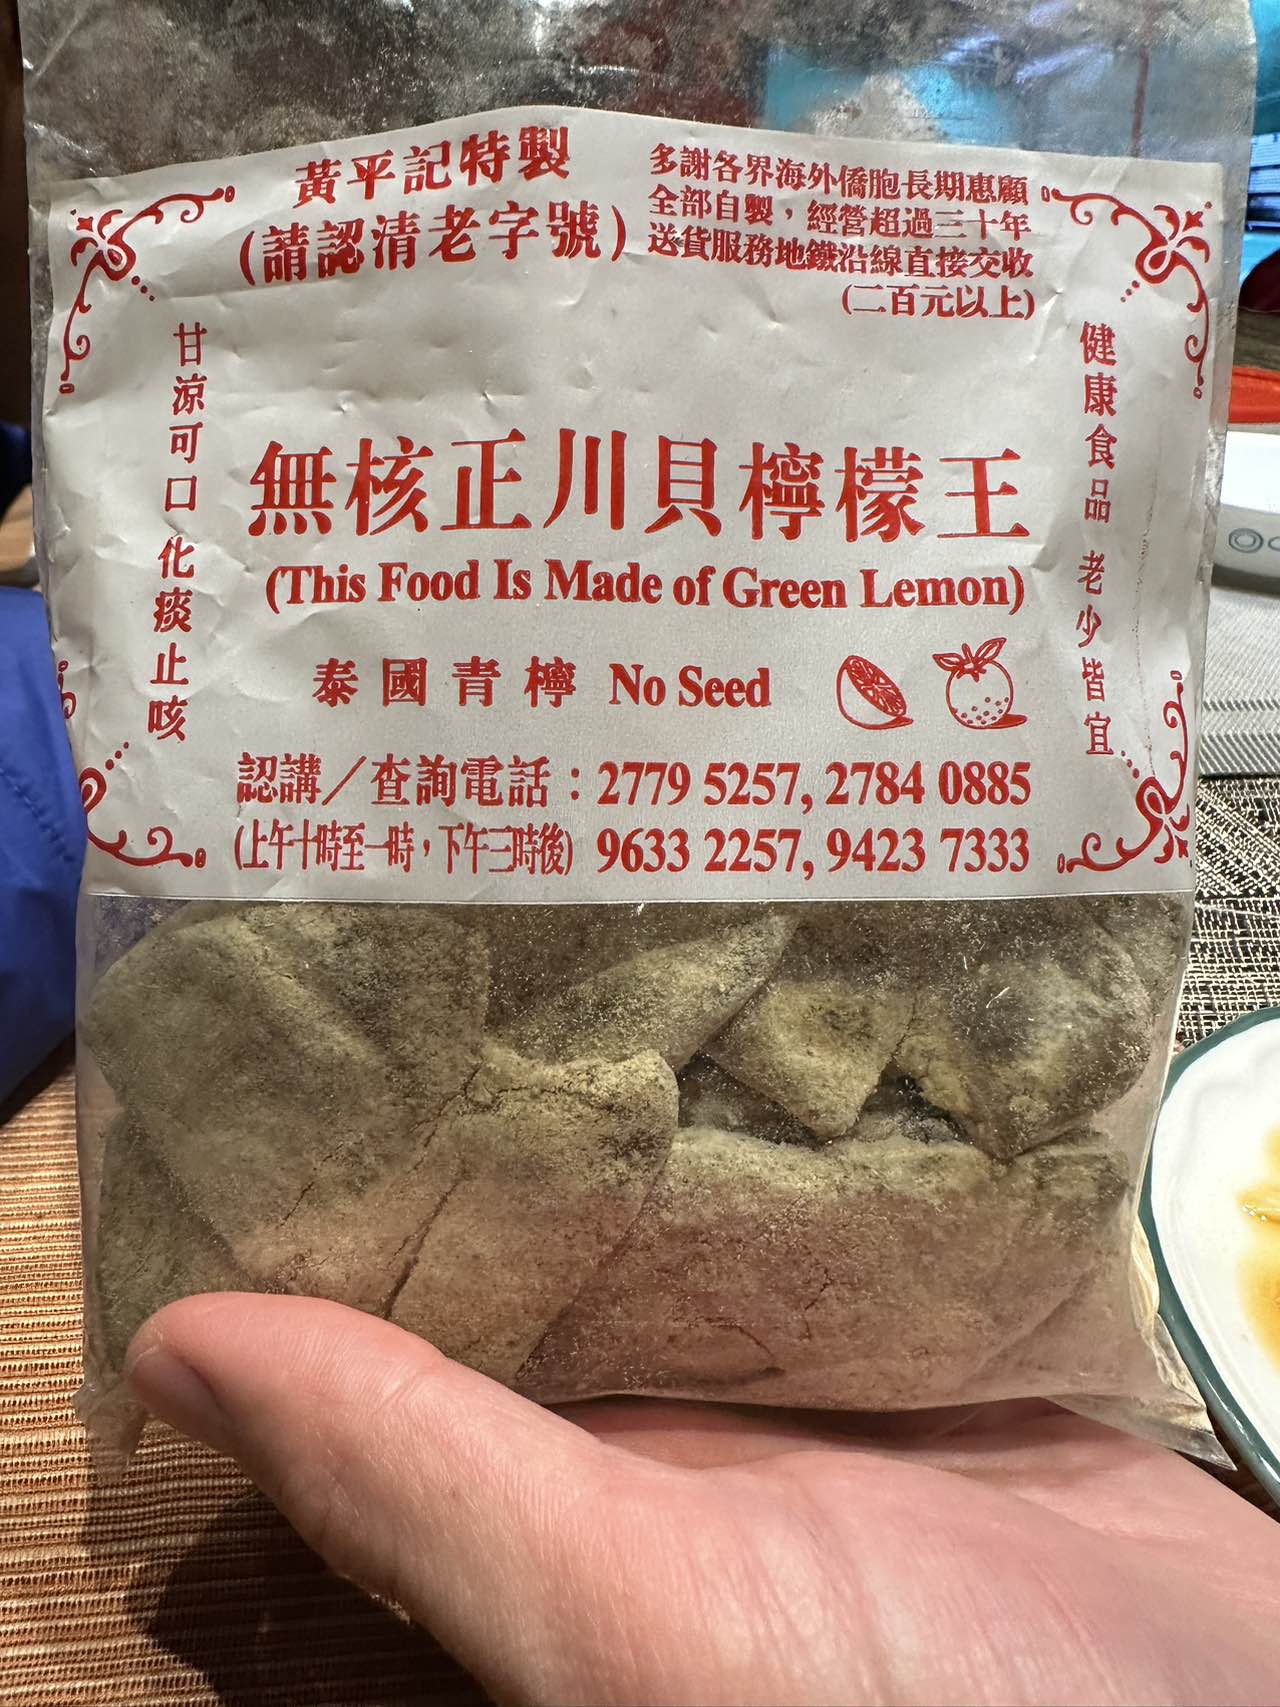 黃平記特製
(請認清老字號)
多謝各界海外僑胞長期惠顧
全部自製，經營超過三十年
送貨服務地鐵沿線直接交收
(二百元以上)
甘涼可口化痰止咳
健康食品 老少皆宜
無核正川貝檸檬王
(This Food Is Made of Green Lemon)
泰國青檸 No Seed
認講／查詢電話：2779 5257, 2784 0885
(上午十時至一時，下午三時後) 9633 2257, 9423 7333